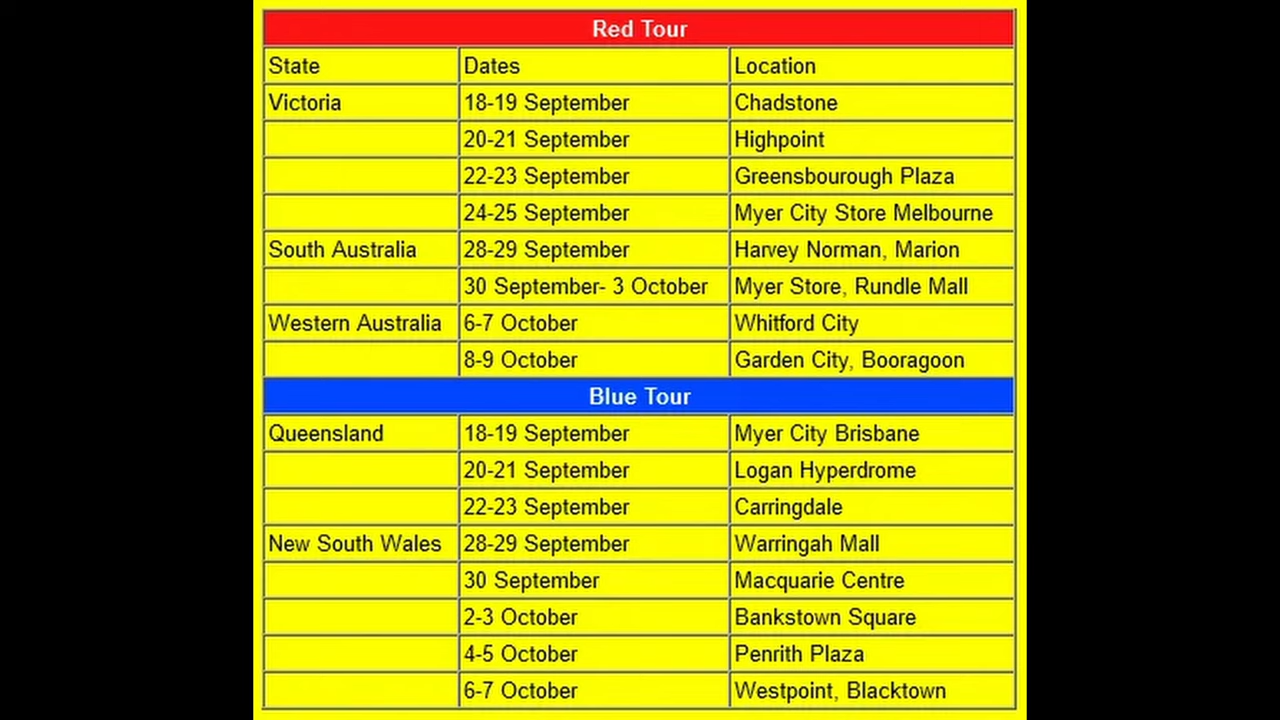 Red Tour
State Dates Location
Victoria 18-19 September Chadstone
20-21 September Highpoint
22-23 September Greensbourough Plaza
24-25 September Myer City Store Melbourne
South Australia 28-29 September Harvey Norman, Marion
30 September- 3 October Myer Store, Rundle Mall
Western Australia 6-7 October Whitford City
8-9 October Garden City, Booragoon
Blue Tour
Queensland 18-19 September Myer City Brisbane
20-21 September Logan Hyperdrome
22-23 September Carringdale
New South Wales 28-29 September Warringah Mall
30 September Macquarie Centre
2-3 October Bankstown Square
4-5 October Penrith Plaza
6-7 October Westpoint, Blacktown